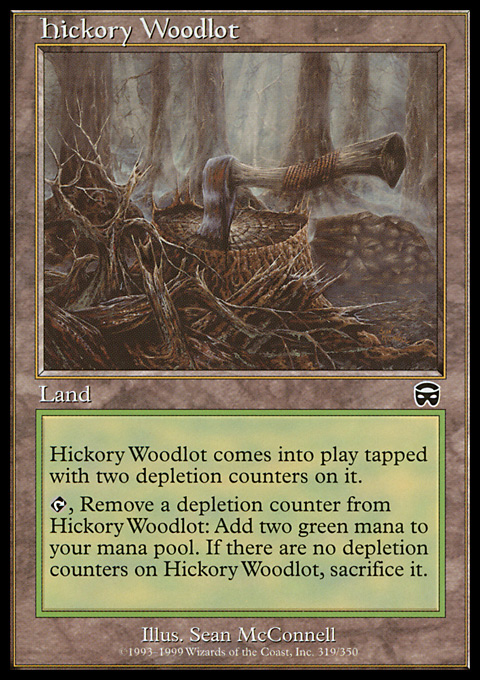 Hickory Woodlot
Land
Hickory Woodlot comes into play tapped
with two depletion counters on it.
, Remove a depletion counter from
Hickory Woodlot: Add two green mana to
your mana pool. If there are no depletion
counters on Hickory Woodlot, sacrifice it.
Illus. Sean McConnell
©1993-1999 Wizards of the Coast, Inc. 319/350